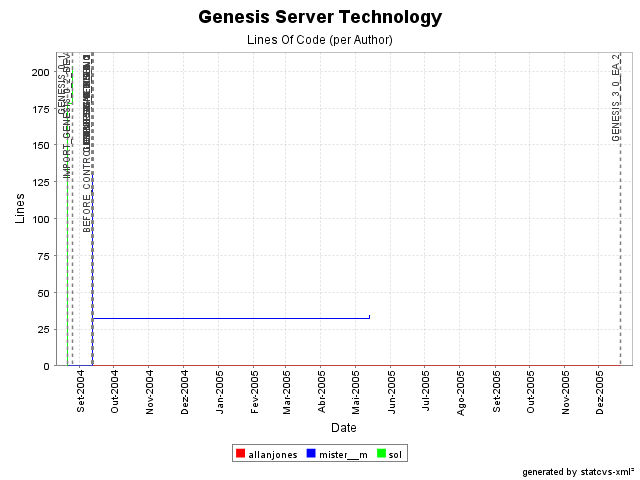 Genesis Server Technology
Lines Of Code (per Author)
GENESIS_0_1
GENESIS_3_0_EA_2
Lines
200
175
150
125
100
75
50
25
0
Set-2004
Out-2004
Nov-2004
Dez-2004
Jan-2005
Fev-2005
Mar-2005
Abr-2005
Mai-2005
Jun-2005
Jul-2005
Ago-2005
Set-2005
Out-2005
Nov-2005
Dez-2005
Date
allanjones
mister__m
sol
generated by statcvs-xml²